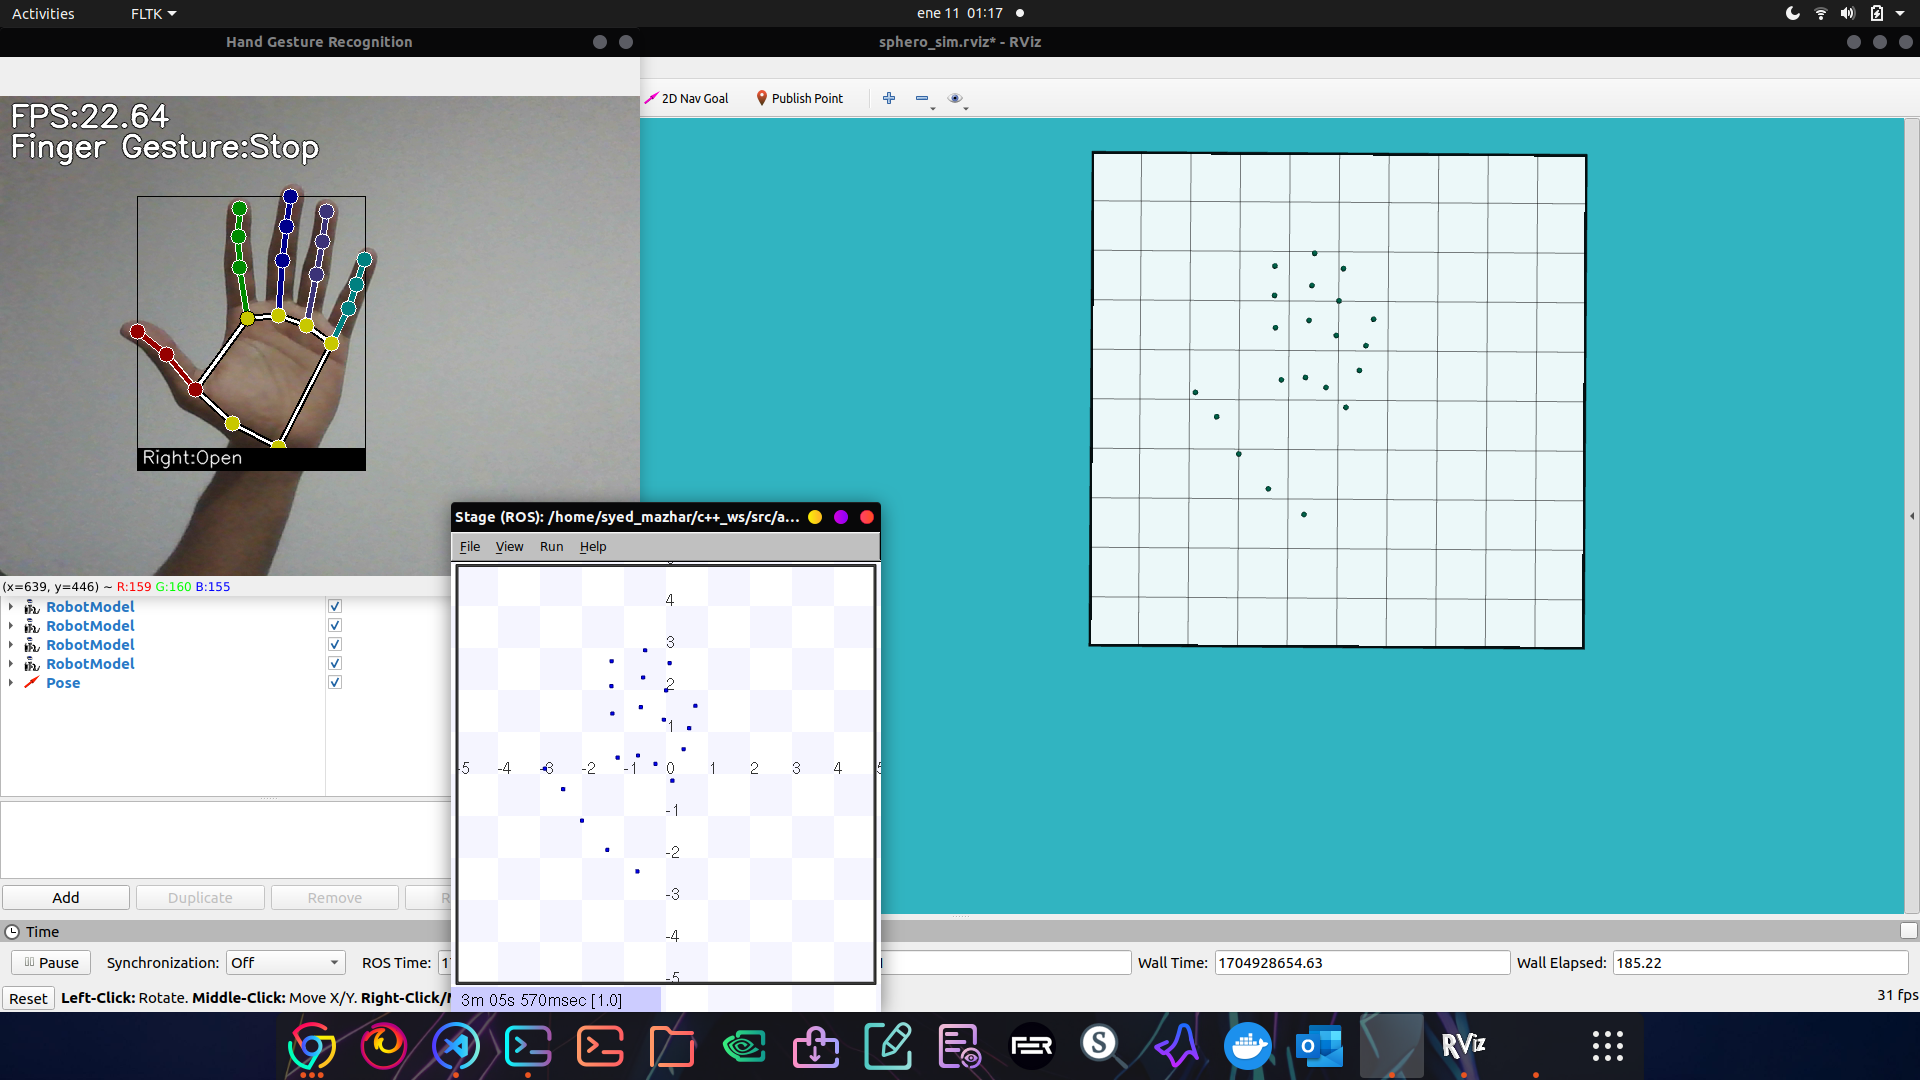 Activities
FLTK
ene 11 01:17
Hand Gesture Recognition
sphero_sim.rviz* - RViz
2D Nav Goal
Publish Point
FPS:22.64
Finger Gesture:Stop
Right:Open
(x=639, y=446) ~ R:159 G:160 B:155
RobotModel
RobotModel
RobotModel
RobotModel
Pose
Stage (ROS): /home/syed_mazhar/c++_ws/src/a...
File View Run Help
4
3
2
1
-5 -4 -3 -2 -1 0 1 2 3 4 5
-1
-2
-3
-4
-5
3m 05s 570msec [1.0]
Add
Duplicate
Remove
Time
Pause
Synchronization: Off
ROS Time:
Wall Time: 1704928654.63
Wall Elapsed: 185.22
Reset
Left-Click: Rotate. Middle-Click: Move X/Y. Right-Click/
31 fps
S
RViz